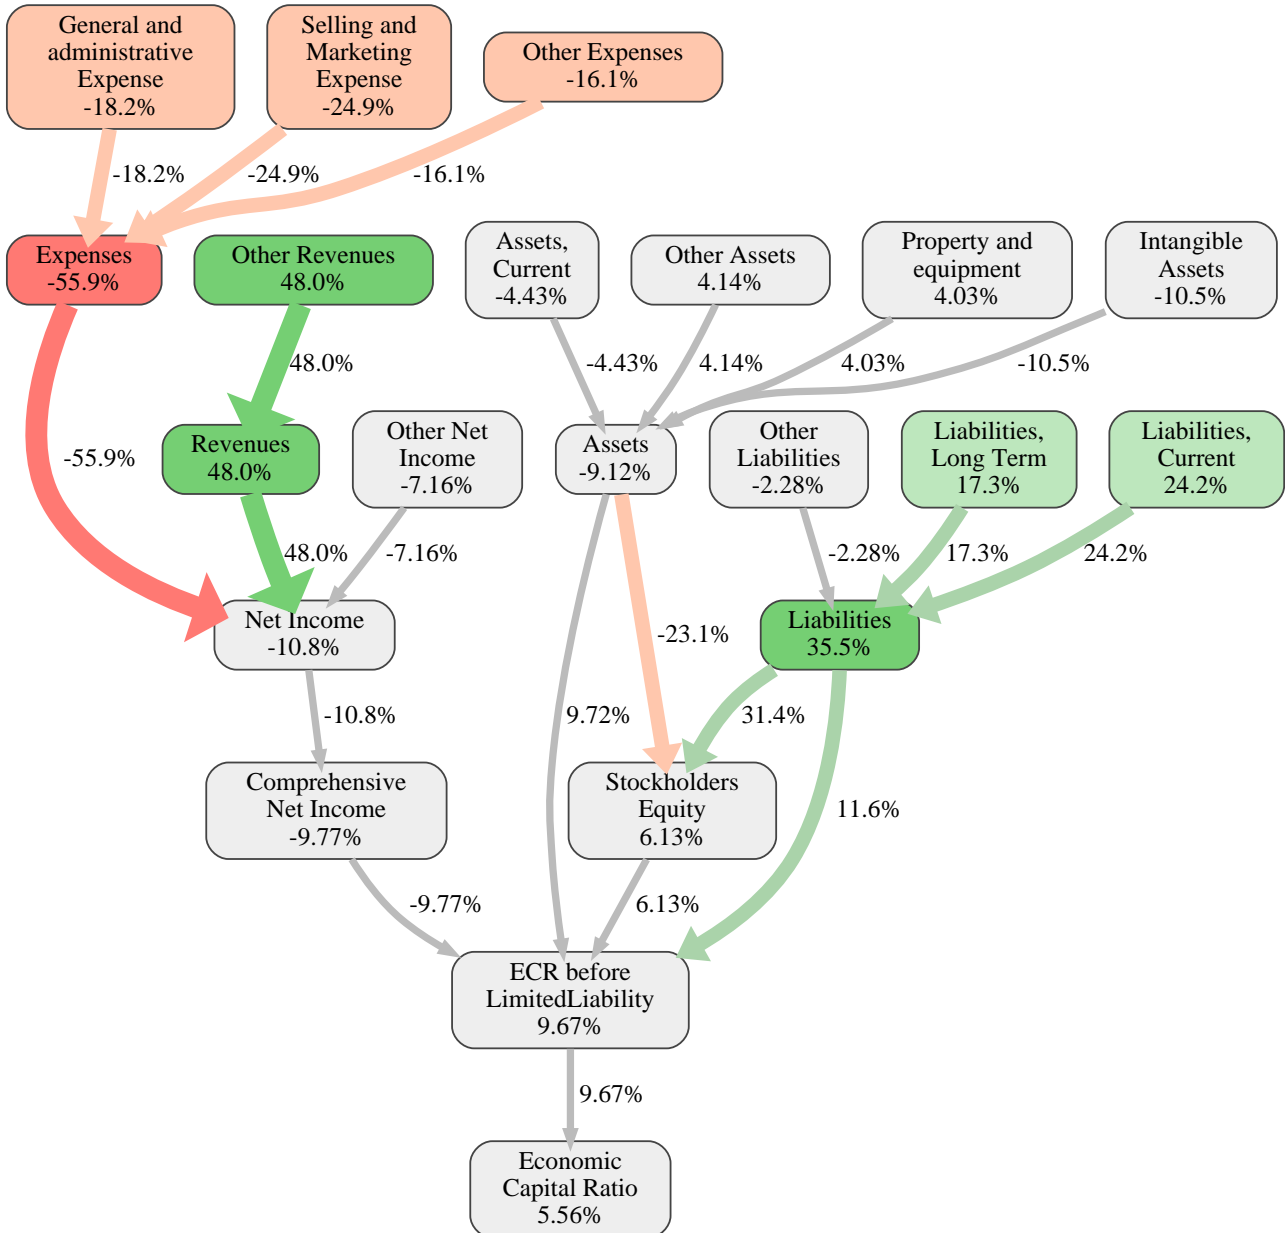 General and
administrative
Expense
-18.2%
Selling and
Marketing
Expense
-24.9%
Other Expenses
-16.1%
-18.2%
-24.9%
-16.1%
Expenses
-55.9%
Other Revenues
48.0%
Assets,
Current
-4.43%
Other Assets
4.14%
Property and
equipment
4.03%
Intangible
Assets
-10.5%
48.0%
-4.43%
4.14%
4.03%
-10.5%
-55.9%
Revenues
48.0%
Other Net
Income
-7.16%
Assets
-9.12%
Other
Liabilities
-2.28%
Liabilities,
Long Term
17.3%
Liabilities,
Current
24.2%
48.0%
-7.16%
-2.28%
17.3%
24.2%
Net Income
-10.8%
-23.1%
Liabilities
35.5%
-10.8%
9.72%
31.4%
Comprehensive
Net Income
-9.77%
Stockholders
Equity
6.13%
11.6%
-9.77%
6.13%
ECR before
LimitedLiability
9.67%
9.67%
Economic
Capital Ratio
5.56%